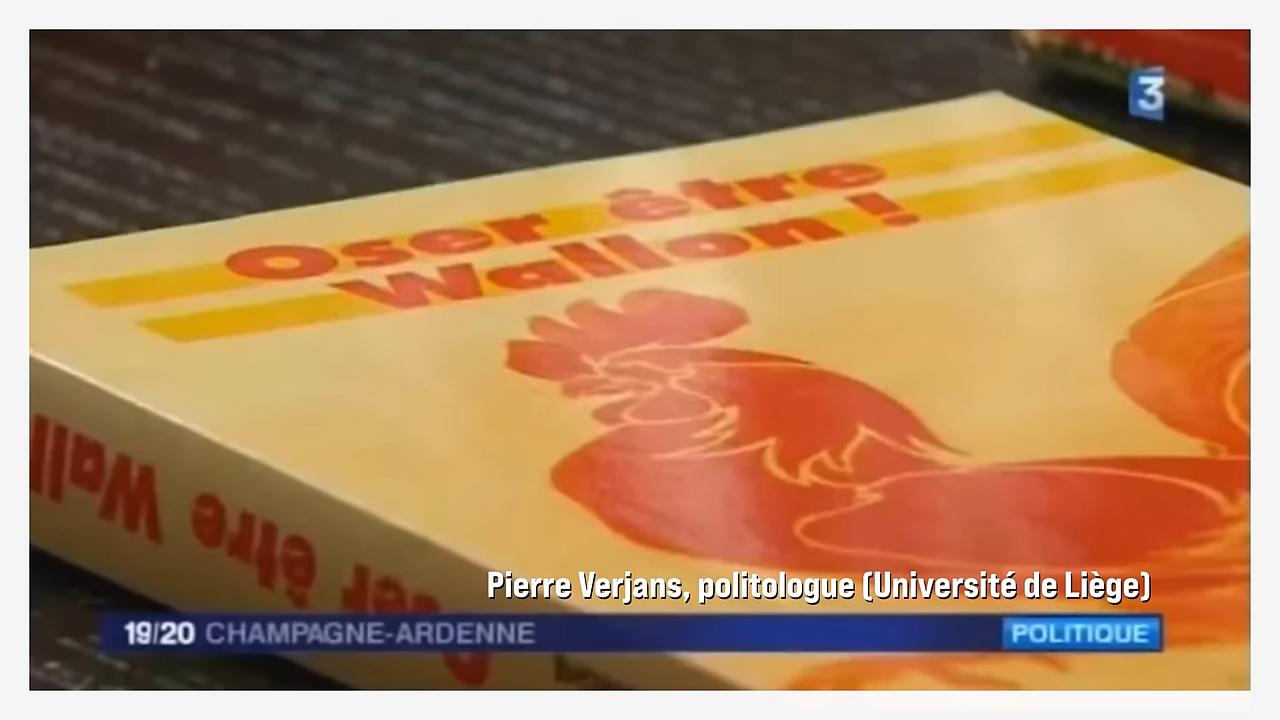 3
Oser être
Wallon !
Oser être Wall
Pierre Verjans, politologue (Université de Liège)
19/20 CHAMPAGNE-ARDENNE
POLITIQUE